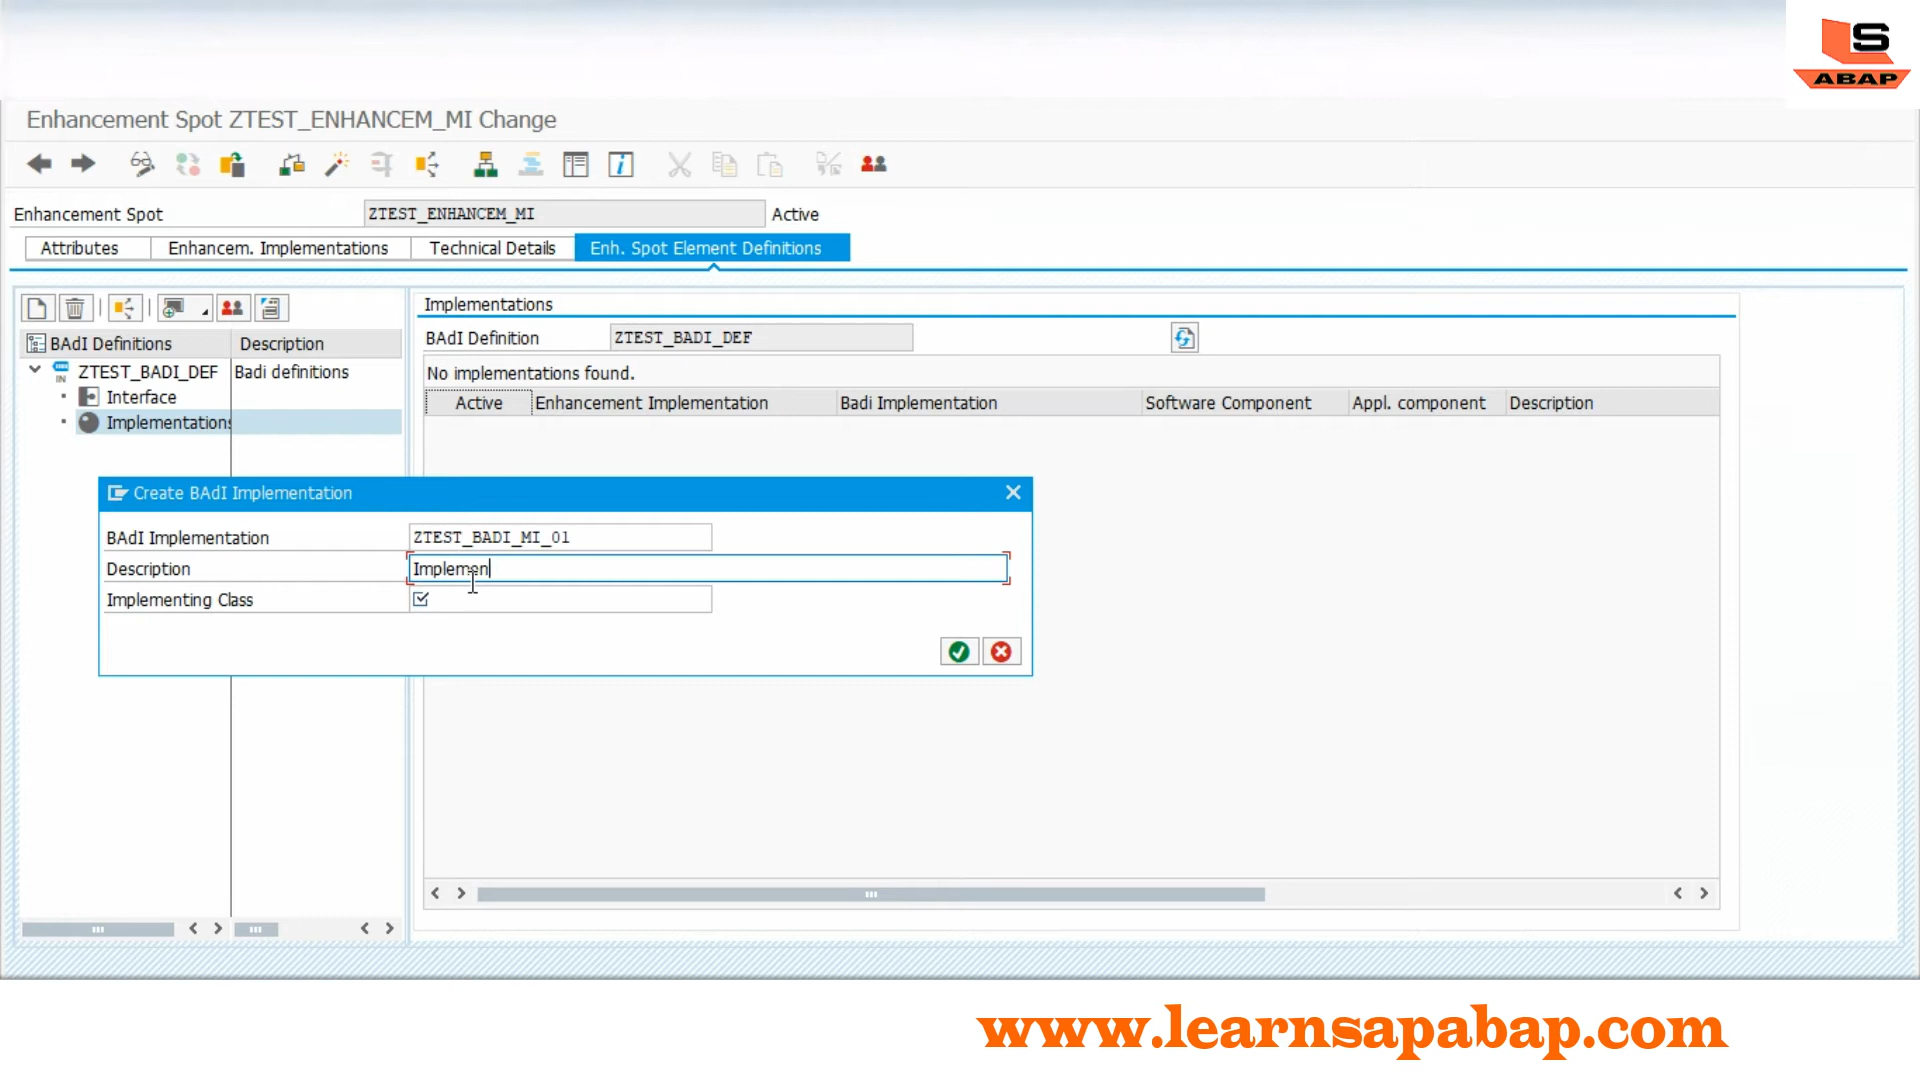 S
ABAP
Enhancement Spot ZTEST_ENHANCEM_MI Change
Enhancement Spot ZTEST_ENHANCEM_MI Active
Attributes Enhancem. Implementations Technical Details Enh. Spot Element Definitions
BAdI Definitions Description
ZTEST_BADI_DEF Badi definitions
IN
Interface
Implementations
Implementations
BAdI Definition ZTEST_BADI_DEF
No implementations found.
Active Enhancement Implementation Badi Implementation Software Component Appl. component Description
Create BAdI Implementation
BAdI Implementation ZTEST_BADI_MI_01
Description Implemen
Implementing Class
www.learnsapabap.com